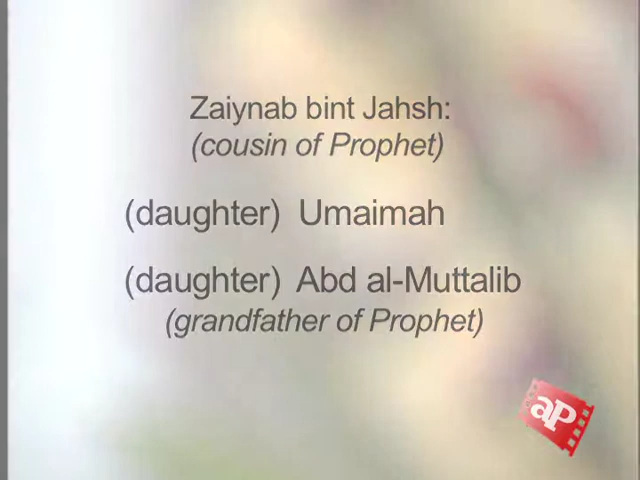 Zaiynab bint Jahsh:
(cousin of Prophet)
(daughter) Umaimah
(daughter) Abd al-Muttalib
(grandfather of Prophet)
aP